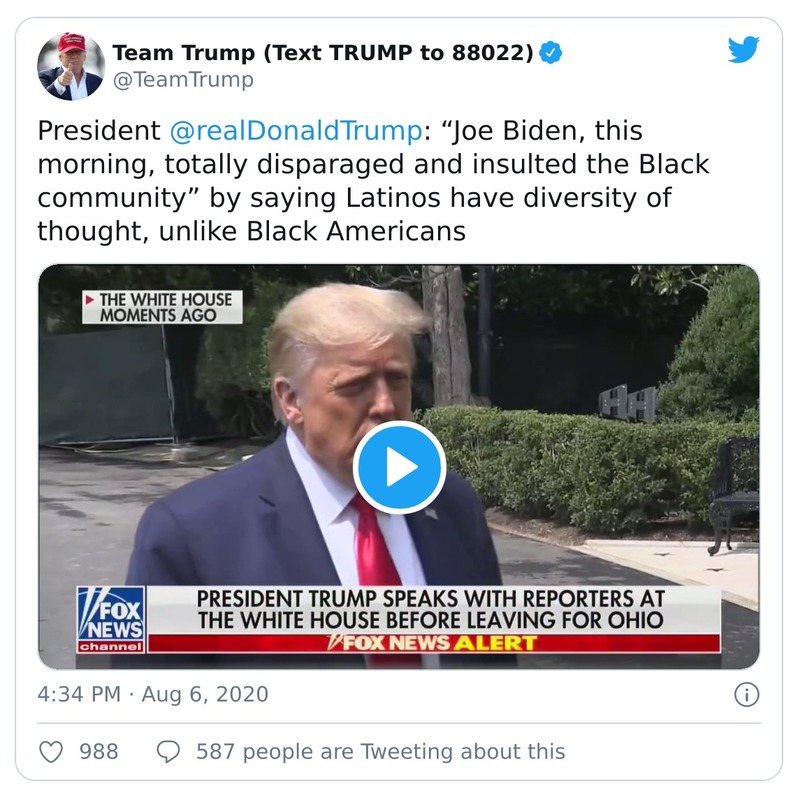 Team Trump (Text TRUMP to 88022)
@TeamTrump
President @realDonaldTrump: “Joe Biden, this
morning, totally disparaged and insulted the Black
community” by saying Latinos have diversity of
thought, unlike Black Americans
THE WHITE HOUSE
MOMENTS AGO
PRESIDENT TRUMP SPEAKS WITH REPORTERS AT
THE WHITE HOUSE BEFORE LEAVING FOR OHIO
FOX
NEWS
channel
FOX NEWS ALERT
4:34 PM · Aug 6, 2020
988
587 people are Tweeting about this